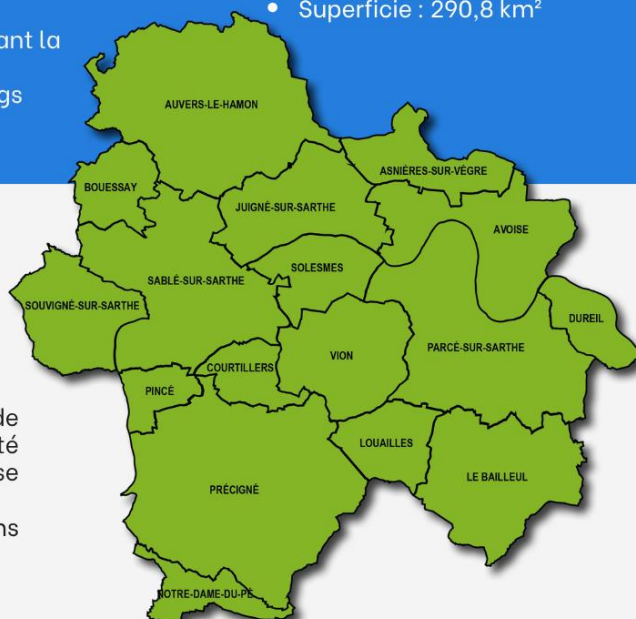 • Superficie : 290,8 km²
ant la
gs
AUVERS-LE-HAMON
ASNIÈRES-SUR-VÈGRE
BOUESSAY
JUIGNÉ-SUR-SARTHE
AVOISE
SOLESMES
SABLÉ-SUR-SARTHE
SOUVIGNÉ-SUR-SARTHE
DUREIL
PARCÉ-SUR-SARTHE
VION
COURTILLERS
PINCÉ
de
té
LOUAILLES
se
LE BAILLEUL
PRÉCIGNÉ
ns
NOTRE-DAME-DU-PÉ